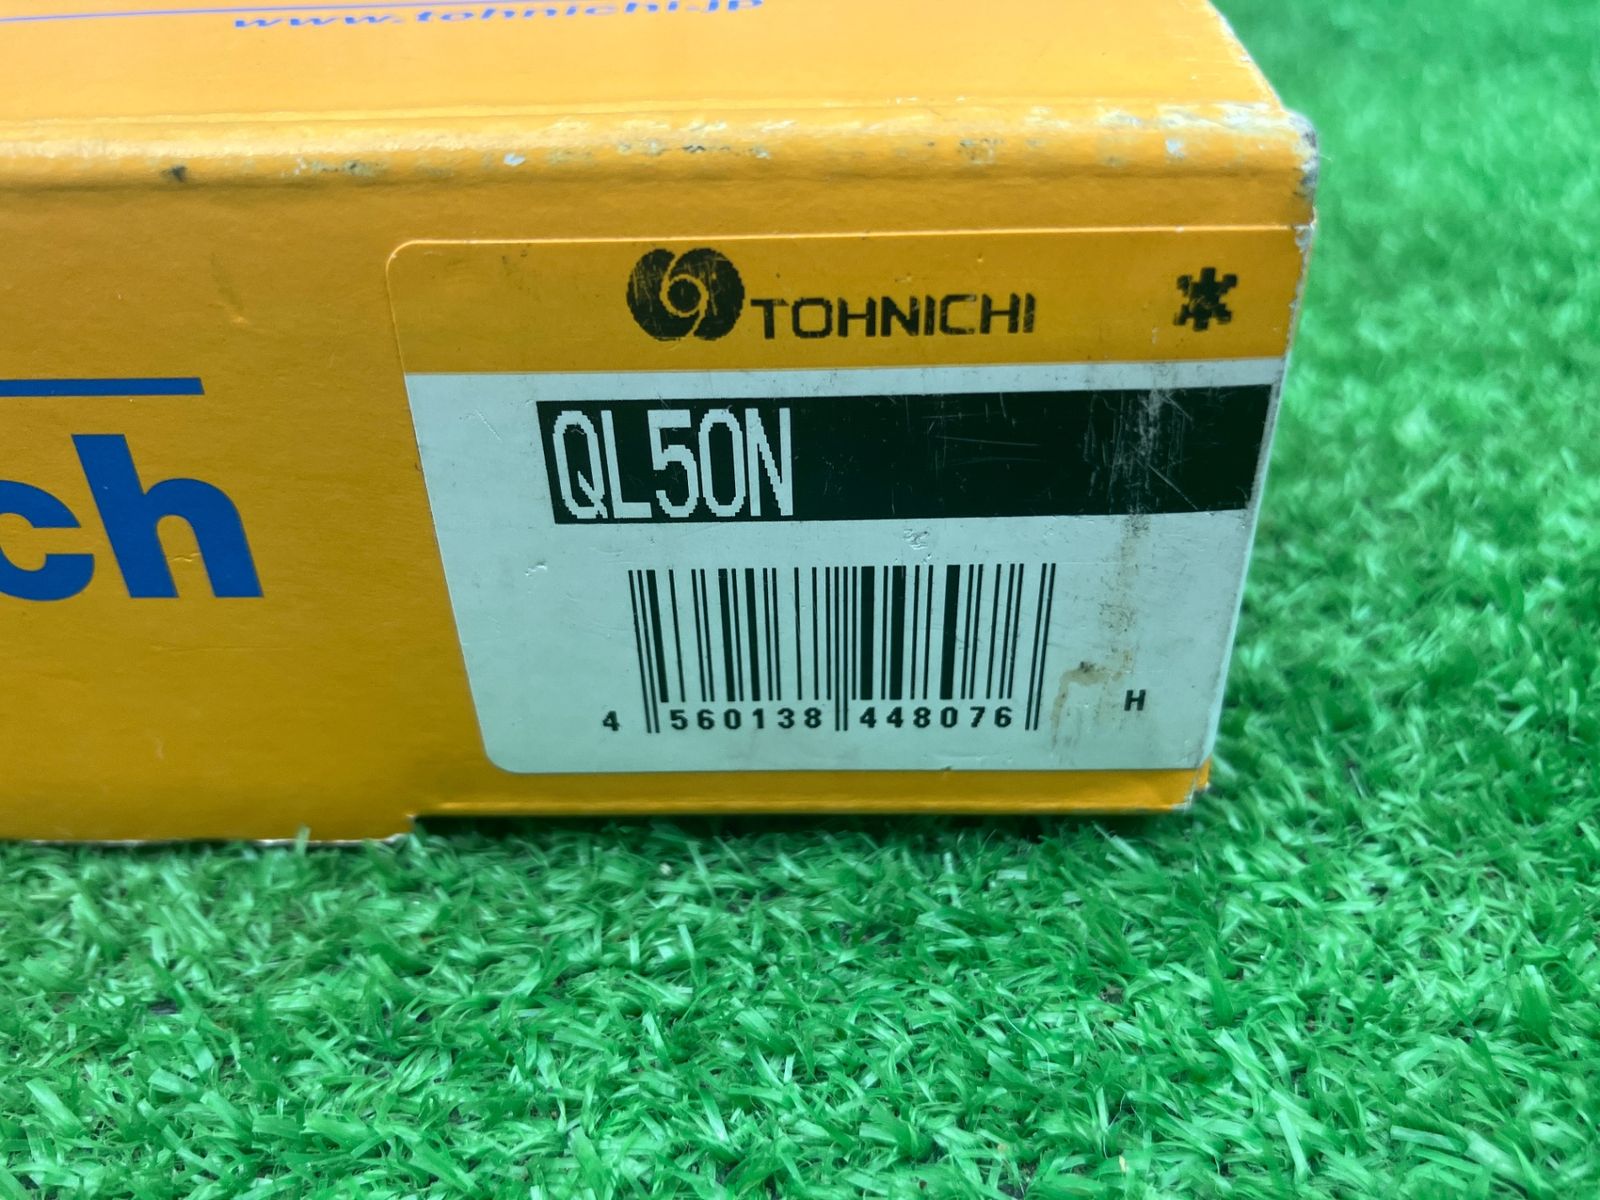 www.tohnichi.jp
ch
TOHNICHI
QL50N
4 560138 448076
H